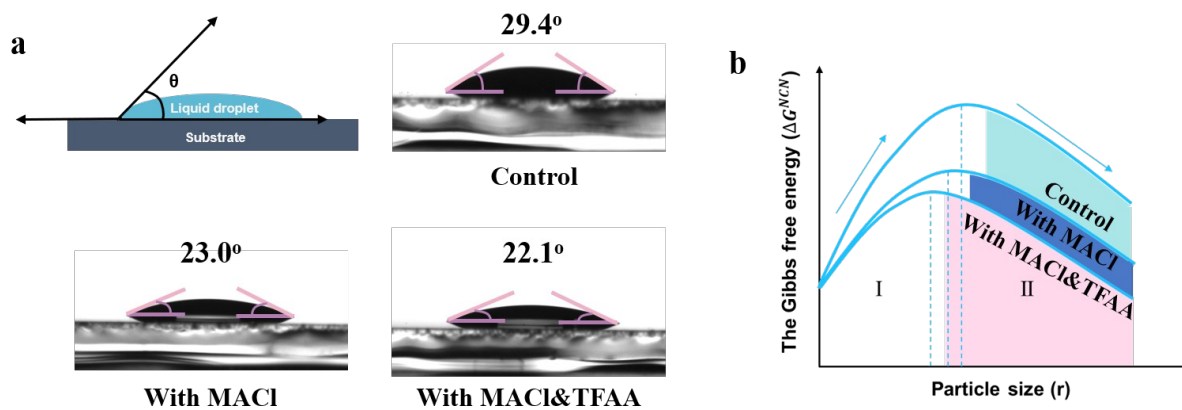 a
θ
Liquid droplet
Substrate
29.4°
Control
23.0°
With MACl
22.1°
With MACl&TFAA
b
The Gibbs free energy (ΔG^NCN)
Control
With MACl
With MACl&TFAA
I
II
Particle size (r)